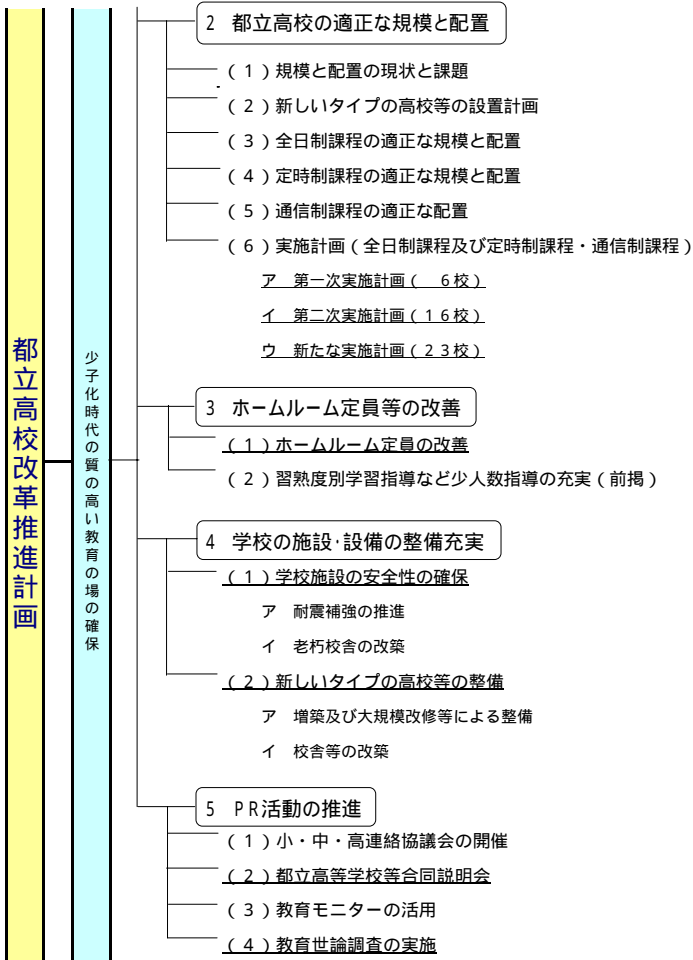 都立高校改革推進計画
少子化時代の質の高い教育の場の確保
2 都立高校の適正な規模と配置
(1)規模と配置の現状と課題
(2)新しいタイプの高校等の設置計画
(3)全日制課程の適正な規模と配置
(4)定時制課程の適正な規模と配置
(5)通信制課程の適正な配置
(6)実施計画(全日制課程及び定時制課程・通信制課程)
ア 第一次実施計画( 6校)
イ 第二次実施計画(16校)
ウ 新たな実施計画(23校)
3 ホームルーム定員等の改善
(1)ホームルーム定員の改善
(2)習熟度別学習指導など少人数指導の充実(前掲)
4 学校の施設・設備の整備充実
(1)学校施設の安全性の確保
ア 耐震補強の推進
イ 老朽校舎の改築
(2)新しいタイプの高校等の整備
ア 増築及び大規模改修等による整備
イ 校舎等の改築
5 PR活動の推進
(1)小・中・高連絡協議会の開催
(2)都立高等学校等合同説明会
(3)教育モニターの活用
(4)教育世論調査の実施